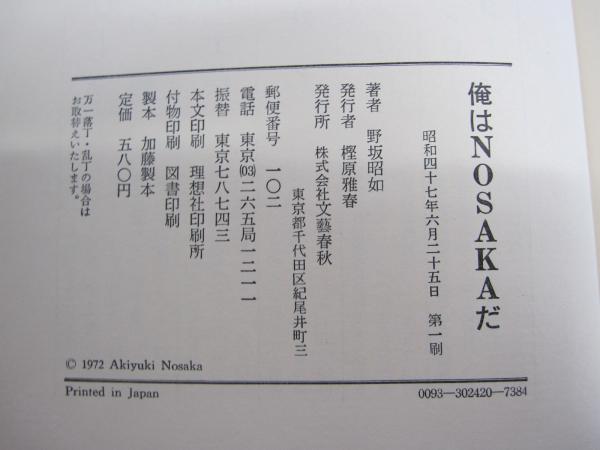 俺はNOSAKAだ
昭和四十七年六月二十五日 第一刷
著者 野坂昭如
発行者 樫原雅春
発行所 株式会社文藝春秋
東京都千代田区紀尾井町三
郵便番号 一〇二
電話 東京(03)二六五局一二一一
振替 東京七八七四三
本文印刷 理想社印刷所
付物印刷 図書印刷
製本 加藤製本
定価 五八〇円
万一落丁・乱丁の場合は
お取替えいたします。
© 1972 Akiyuki Nosaka
Printed in Japan
0093—302420—7384